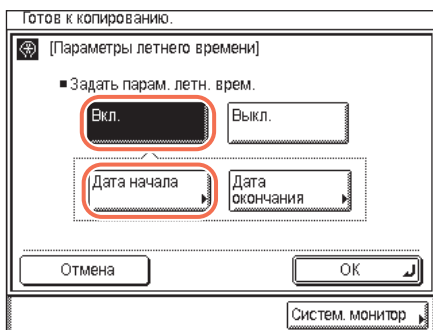 Готов к копированию.
[Параметры летнего времени]
Задать парам. летн. врем.
Вкл.
Выкл.
Дата начала
Дата
окончания
Отмена
OK
Систем. монитор